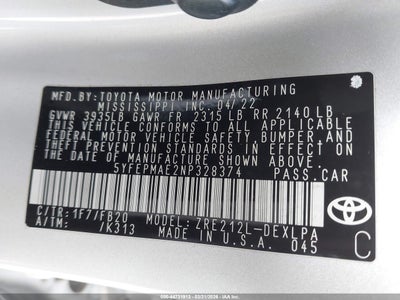 MFD.BY:TOYOTA MOTOR MANUFACTURING
MISSISSIPPI,INC.04/22
GVWR 3935LB GAWR FR 2315LB RR 2140LB
THIS VEHICLE CONFORMS TO ALL APPLICABLE
FEDERAL MOTOR VEHICLE SAFETY,BUMPER,AND
THEFT PREVENTION STANDARDS IN EFFECT ON
THE DATE OF MANUFACTURE SHOWN ABOVE.
5YFEPMAE2NP328374 PASS.CAR
C/TR:1F7/FB20 MODEL:ZRE212L-DEXLPA
A/TM: /K313 MADE IN U.S.A. 045
TOYOTA
C